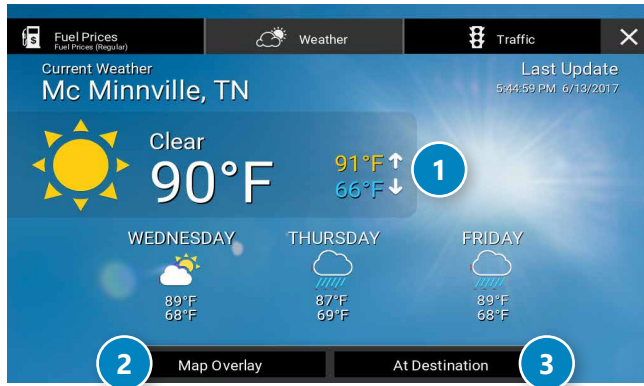 Fuel Prices
Fuel Prices (Regular)
Weather
Traffic
Current Weather
Mc Minnville, TN
Last Update
5:44:59 PM 6/13/2017
Clear
90°F
91°F
66°F
1
WEDNESDAY THURSDAY FRIDAY
89°F 87°F 89°F
68°F 69°F 68°F
2 Map Overlay At Destination 3